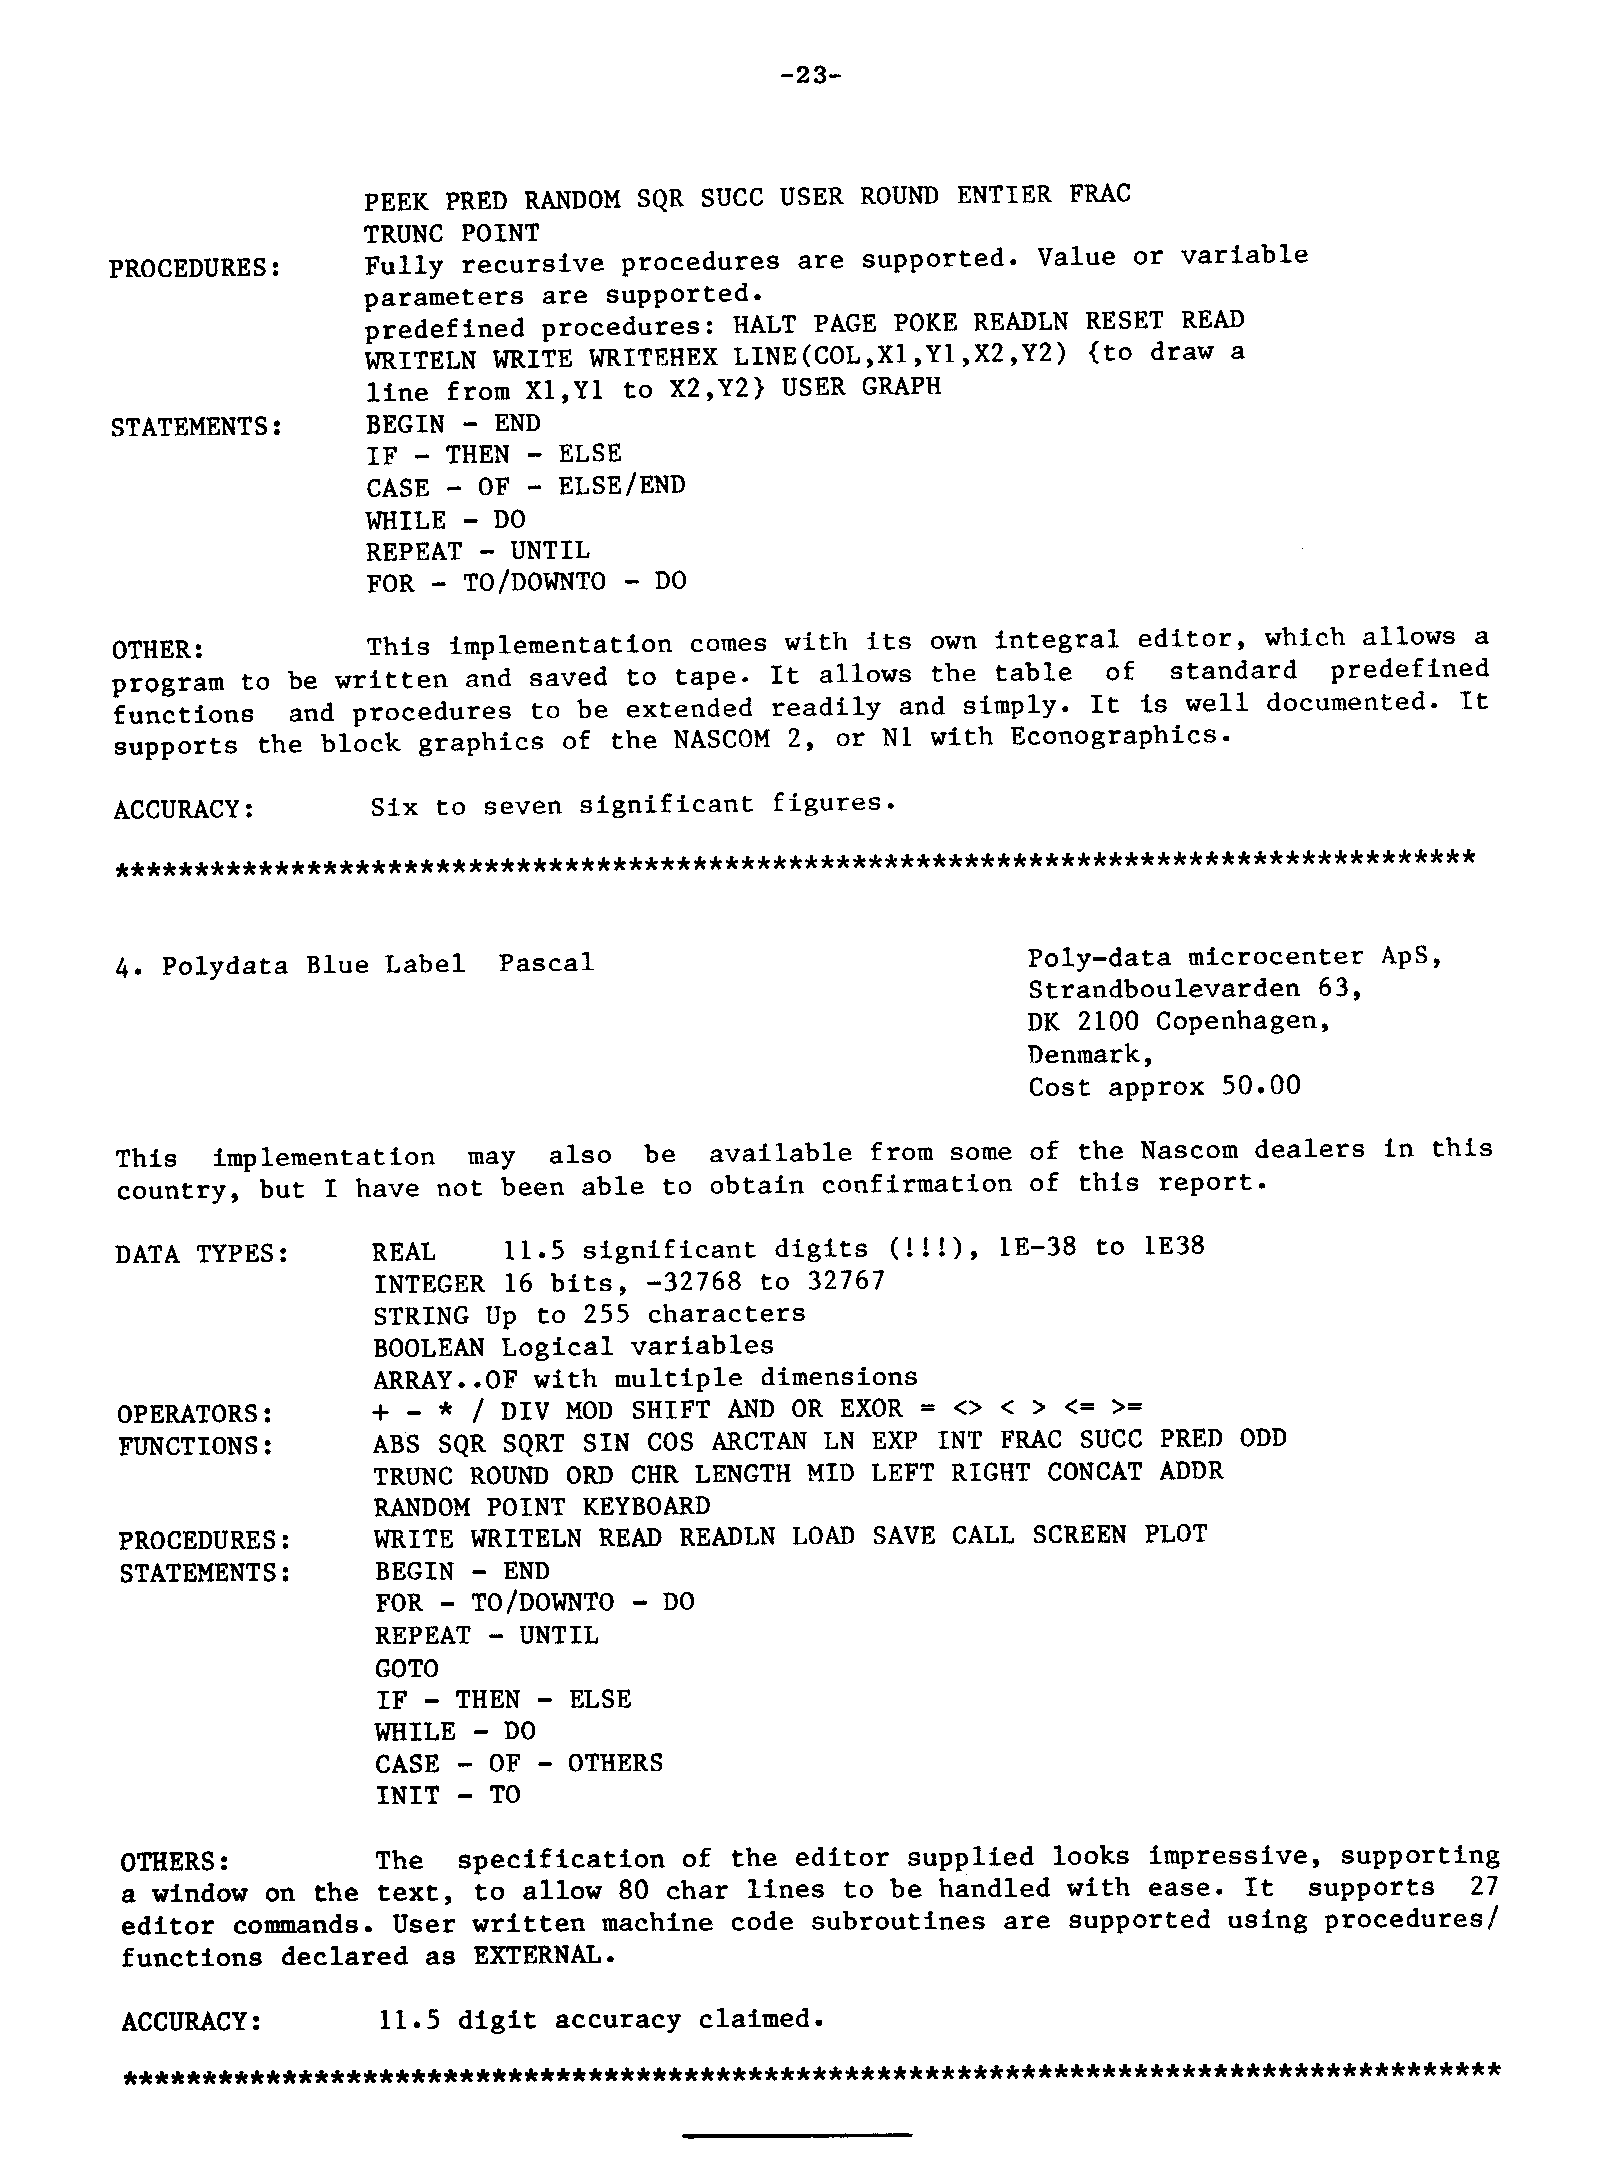 -23-
PEEK PRED RANDOM SQR SUCC USER ROUND ENTIER FRAC
TRUNC POINT
PROCEDURES: Fully recursive procedures are supported. Value or variable
parameters are supported.
predefined procedures: HALT PAGE POKE READLN RESET READ
WRITELN WRITE WRITEHEX LINE(COL,X1,Y1,X2,Y2) {to draw a
line from X1,Y1 to X2,Y2} USER GRAPH
STATEMENTS: BEGIN - END
IF - THEN - ELSE
CASE - OF - ELSE/END
WHILE - DO
REPEAT - UNTIL
FOR - TO/DOWNTO - DO
OTHER: This implementation comes with its own integral editor, which allows a
program to be written and saved to tape. It allows the table of standard predefined
functions and procedures to be extended readily and simply. It is well documented. It
supports the block graphics of the NASCOM 2, or N1 with Econographics.
ACCURACY: Six to seven significant figures.
*************************************************************************************
4. Polydata Blue Label Pascal Poly-data microcenter ApS,
Strandboulevarden 63,
DK 2100 Copenhagen,
Denmark,
Cost approx 50.00
This implementation may also be available from some of the Nascom dealers in this
country, but I have not been able to obtain confirmation of this report.
DATA TYPES: REAL 11.5 significant digits (!!!), 1E-38 to 1E38
INTEGER 16 bits, -32768 to 32767
STRING Up to 255 characters
BOOLEAN Logical variables
ARRAY..OF with multiple dimensions
OPERATORS: + - * / DIV MOD SHIFT AND OR EXOR = <> < > <= >=
FUNCTIONS: ABS SQR SQRT SIN COS ARCTAN LN EXP INT FRAC SUCC PRED ODD
TRUNC ROUND ORD CHR LENGTH MID LEFT RIGHT CONCAT ADDR
RANDOM POINT KEYBOARD
PROCEDURES: WRITE WRITELN READ READLN LOAD SAVE CALL SCREEN PLOT
STATEMENTS: BEGIN - END
FOR - TO/DOWNTO - DO
REPEAT - UNTIL
GOTO
IF - THEN - ELSE
WHILE - DO
CASE - OF - OTHERS
INIT - TO
OTHERS: The specification of the editor supplied looks impressive, supporting
a window on the text, to allow 80 char lines to be handled with ease. It supports 27
editor commands. User written machine code subroutines are supported using procedures/
functions declared as EXTERNAL.
ACCURACY: 11.5 digit accuracy claimed.
**************************************************************************************